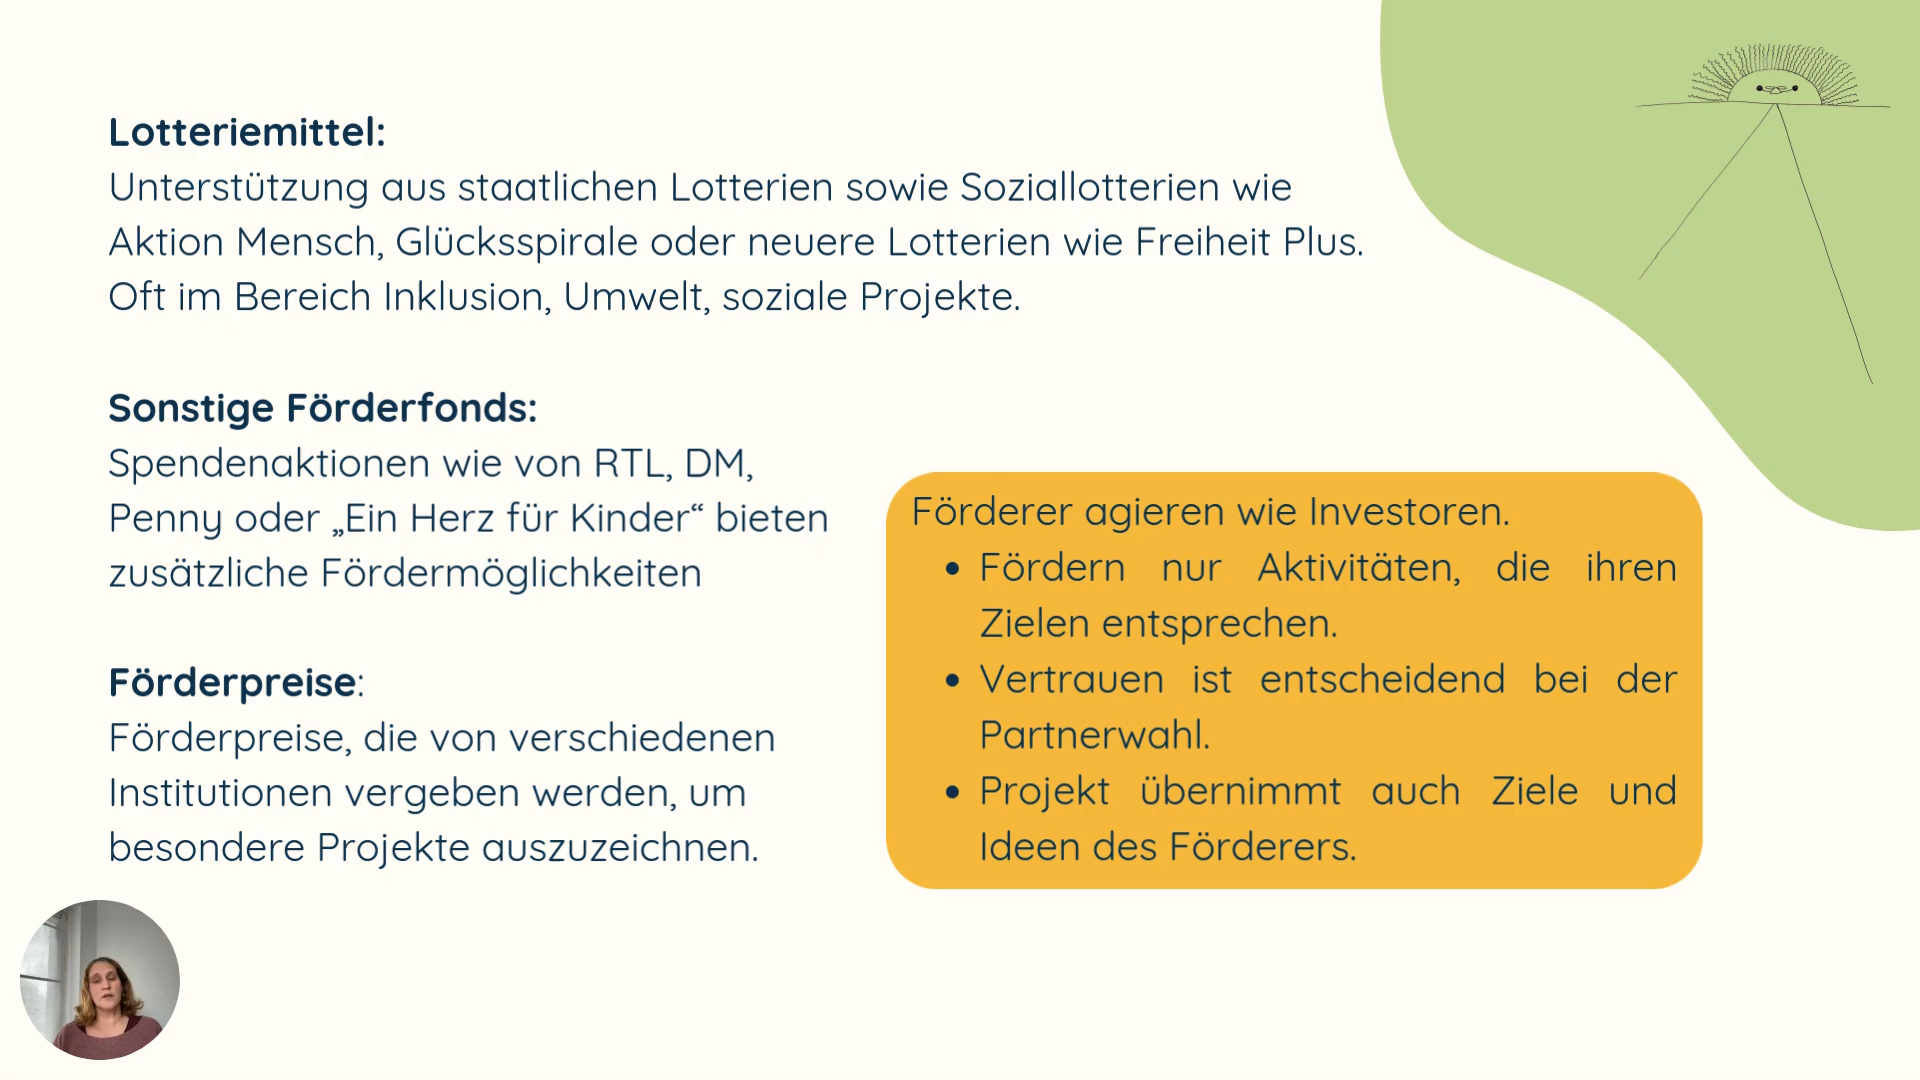 Lotteriemittel:
Unterstützung aus staatlichen Lotterien sowie Soziallotterien wie
Aktion Mensch, Glücksspirale oder neuere Lotterien wie Freiheit Plus.
Oft im Bereich Inklusion, Umwelt, soziale Projekte.
Sonstige Förderfonds:
Spendenaktionen wie von RTL, DM,
Penny oder „Ein Herz für Kinder“ bieten
zusätzliche Fördermöglichkeiten
Förderpreise:
Förderpreise, die von verschiedenen
Institutionen vergeben werden, um
besondere Projekte auszuzeichnen.
Förderer agieren wie Investoren.
• Fördern nur Aktivitäten, die ihren
Zielen entsprechen.
• Vertrauen ist entscheidend bei der
Partnerwahl.
• Projekt übernimmt auch Ziele und
Ideen des Förderers.